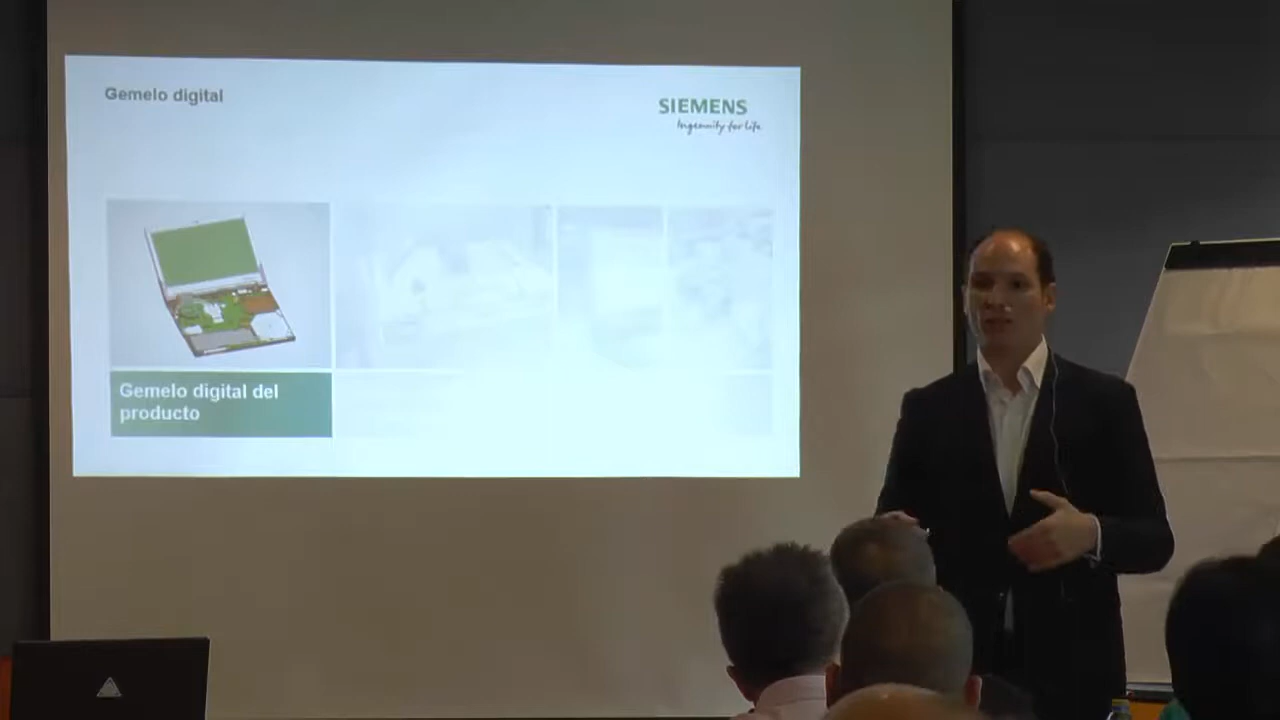 Gemelo digital
SIEMENS
Ingenuity for life
Gemelo digital del
producto